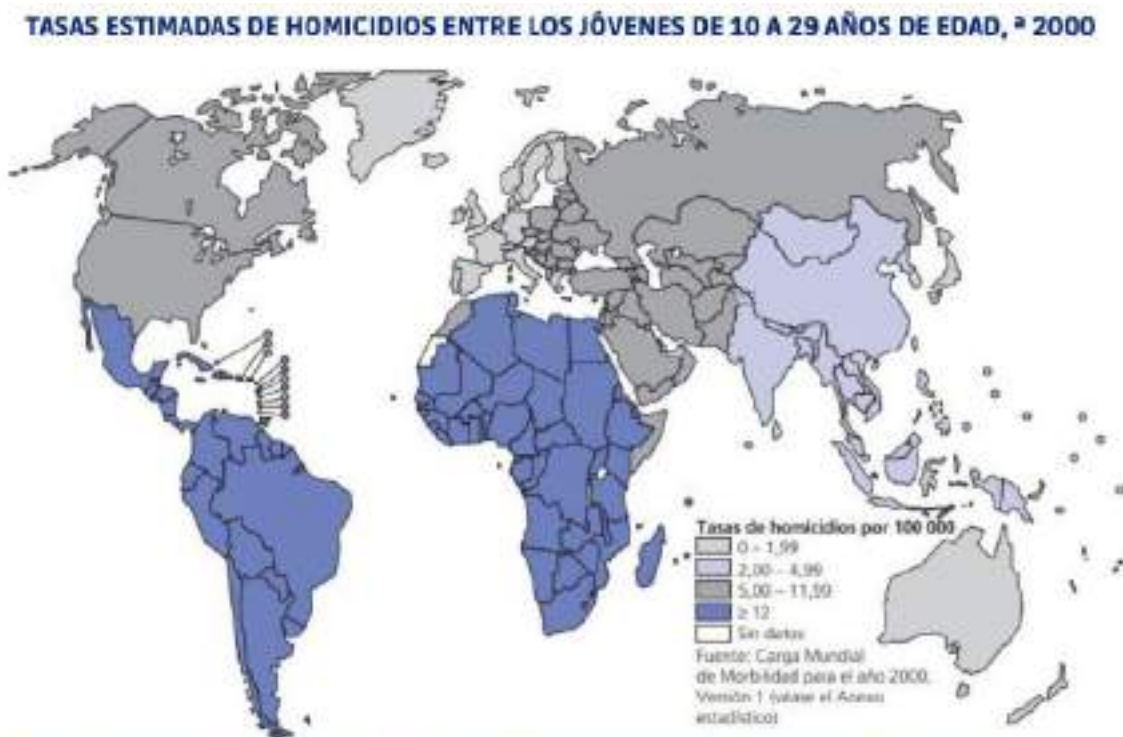 TASAS ESTIMADAS DE HOMICIDIOS ENTRE LOS JÓVENES DE 10 A 29 AÑOS DE EDAD, ª 2000
Tasas de homicidios por 100 000
0 – 1,99
2,00 – 4,99
5,00 – 11,99
≥ 12
Sin datos
Fuente: Carga Mundial
de Morbilidad para el año 2000,
Versión 1 (véase el Anexo
estadístico)